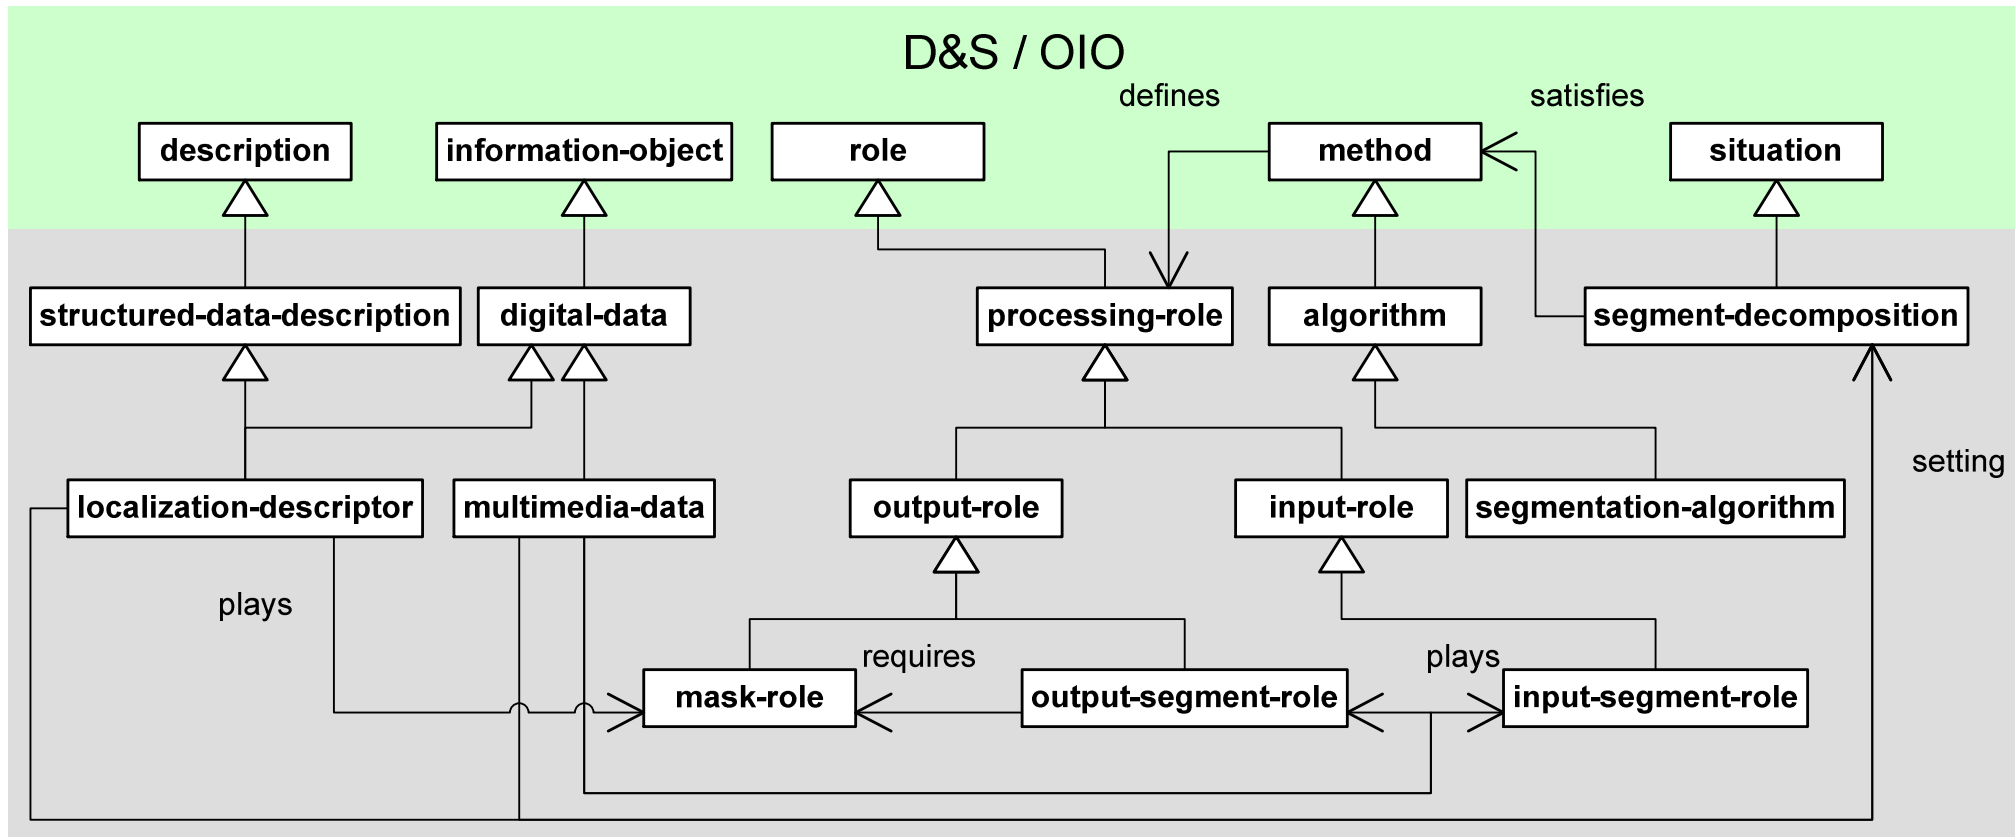 D&S / OIO
defines
satisfies
description
information-object
role
method
situation
structured-data-description
digital-data
processing-role
algorithm
segment-decomposition
setting
localization-descriptor
multimedia-data
output-role
input-role
segmentation-algorithm
plays
requires
plays
mask-role
output-segment-role
input-segment-role